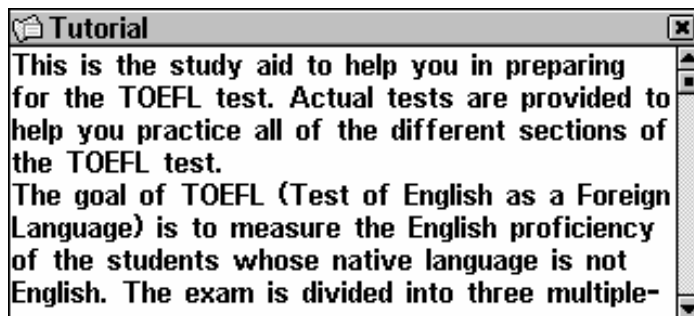 Tutorial
This is the study aid to help you in preparing
for the TOEFL test. Actual tests are provided to
help you practice all of the different sections of
the TOEFL test.
The goal of TOEFL (Test of English as a Foreign
Language) is to measure the English proficiency
of the students whose native language is not
English. The exam is divided into three multiple-